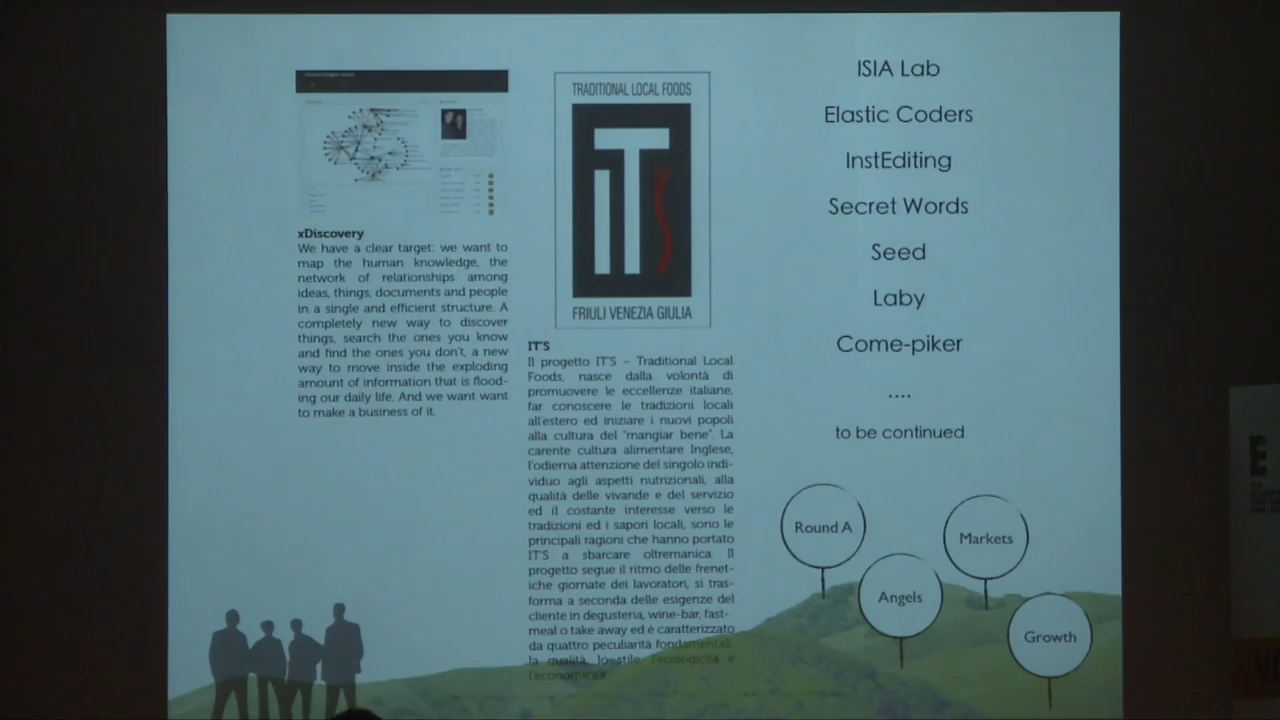 xDiscovery
We have a clear target: we want to
map the human knowledge, the
network of relationships among
ideas, things, documents and people
in a single and efficient structure. A
completely new way to discover
things, search the ones you know
and find the ones you don't, a new
way to move inside the exploding
amount of information that is flood-
ing our daily life. And we want want
to make a business of it.
TRADITIONAL LOCAL FOODS
iTs
FRIULI VENEZIA GIULIA
IT'S
Il progetto IT'S – Traditional Local
Foods, nasce dalla volontà di
promuovere le eccellenze italiane,
far conoscere le tradizioni locali
all'estero ed iniziare i nuovi popoli
alla cultura del "mangiar bene". La
carente cultura alimentare Inglese,
l'odierna attenzione del singolo indi-
viduo agli aspetti nutrizionali, alla
qualità delle vivande e del servizio
ed il costante interesse verso le
tradizioni ed i sapori locali, sono le
principali ragioni che hanno portato
IT'S a sbarcare oltremanica. Il
progetto segue il ritmo delle frenet-
iche giornate dei lavoratori, si tras-
forma a seconda delle esigenze del
cliente in degusteria, wine-bar, fast-
meal o take away ed è caratterizzato
da quattro peculiarità fondamentali:
la qualità, lo stile, l'ecologicità e
l'economicità
ISIA Lab
Elastic Coders
InstEditing
Secret Words
Seed
Laby
Come-piker
....
to be continued
Round A
Markets
Angels
Growth
E